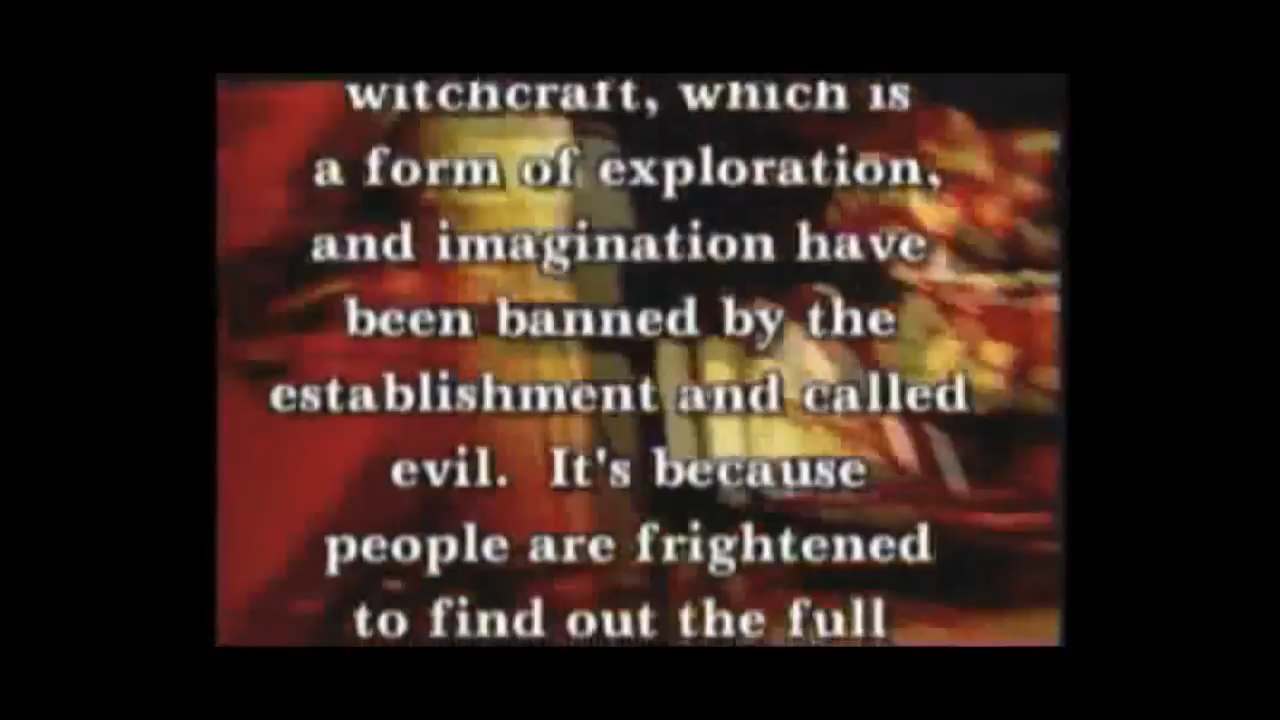 witchcraft, which is
a form of exploration,
and imagination have
been banned by the
establishment and called
evil.  It's because
people are frightened
to find out the full